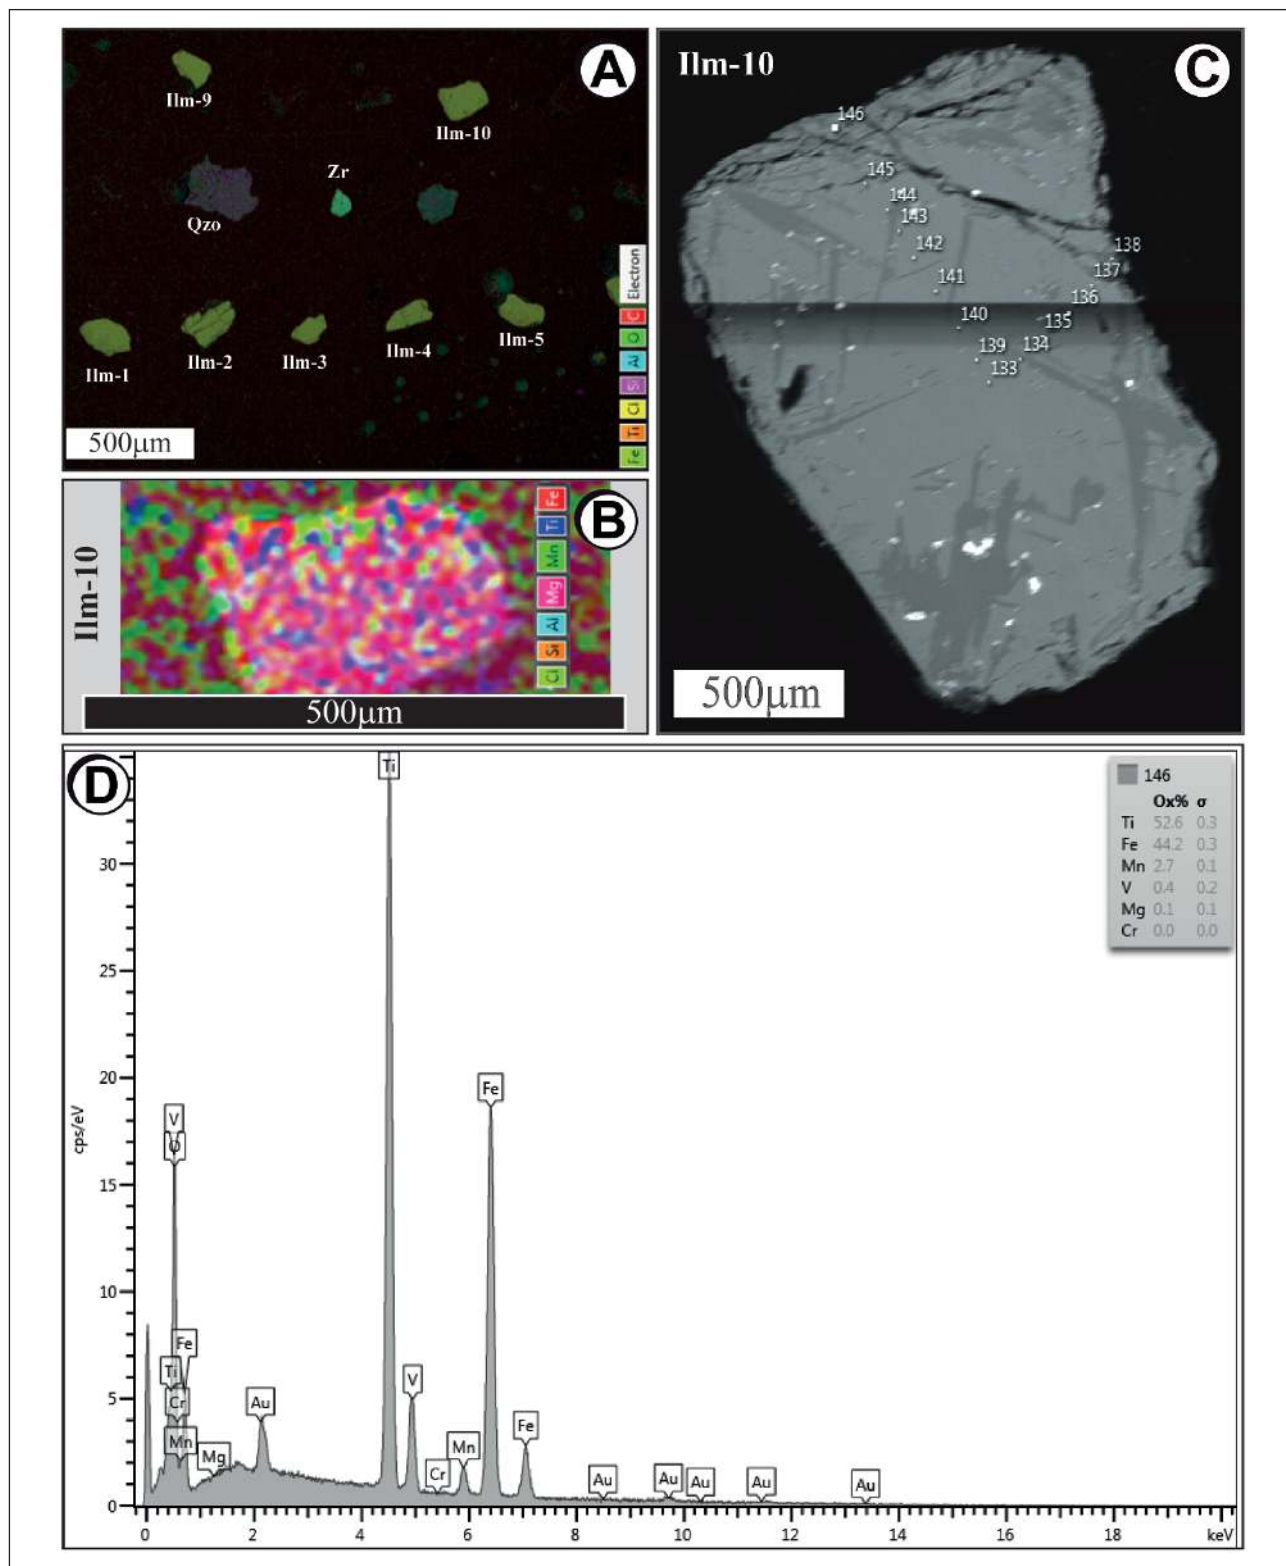 A
Ilm-9
Ilm-10
Zr
Qzo
Ilm-1
Ilm-2
Ilm-3
Ilm-4
Ilm-5
500µm
Electron
C
O
Al
Si
Cl
Ti
Fe
B
Ilm-10
Fe
Ti
Mn
Mg
Al
Si
Cl
500µm
Ilm-10
C
146
145
144
143
142
141
140
139
133
138
137
136
135
134
500µm
D
146
Ox% σ
Ti 52.6 0.3
Fe 44.2 0.3
Mn 2.7 0.1
V 0.4 0.2
Mg 0.1 0.1
Cr 0.0 0.0
cps/eV
30
25
20
15
10
5
0
V
O
Fe
Ti
Cr
Mn
Mg
Au
Ti
V
Cr
Mn
Fe
Fe
Au
Au
Au
Au
Au
0 2 4 6 8 10 12 14 16 18 keV